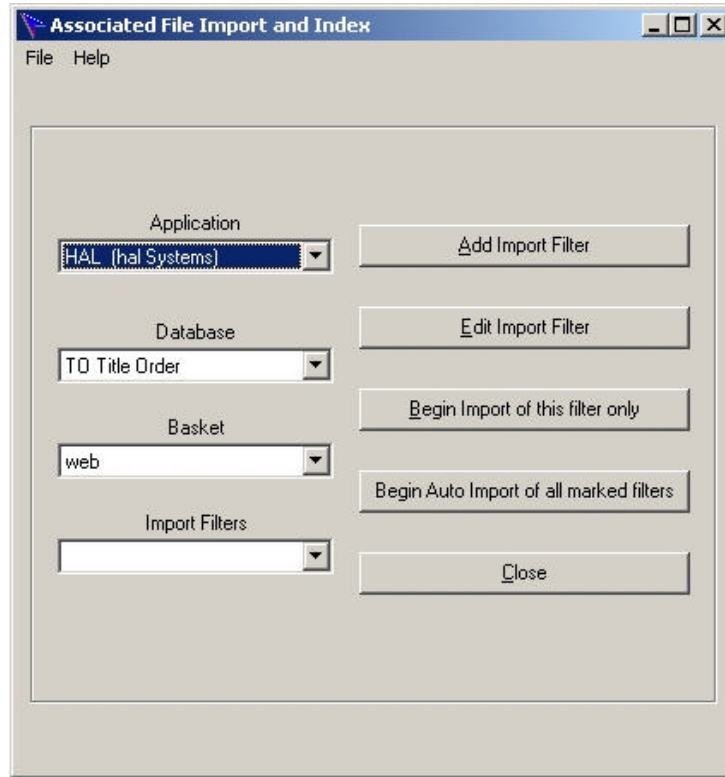 Associated File Import and Index
File Help
Application
HAL (hal Systems)
Add Import Filter
Database
TO Title Order
Edit Import Filter
Basket
web
Begin Import of this filter only
Begin Auto Import of all marked filters
Import Filters
Close